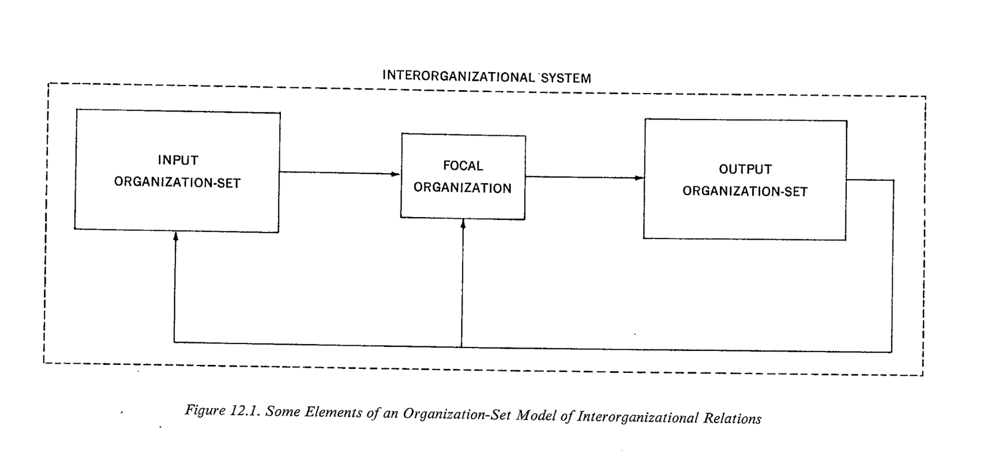 INTERORGANIZATIONAL SYSTEM
INPUT
ORGANIZATION-SET
FOCAL
ORGANIZATION
OUTPUT
ORGANIZATION-SET
Figure 12.1. Some Elements of an Organization-Set Model of Interorganizational Relations